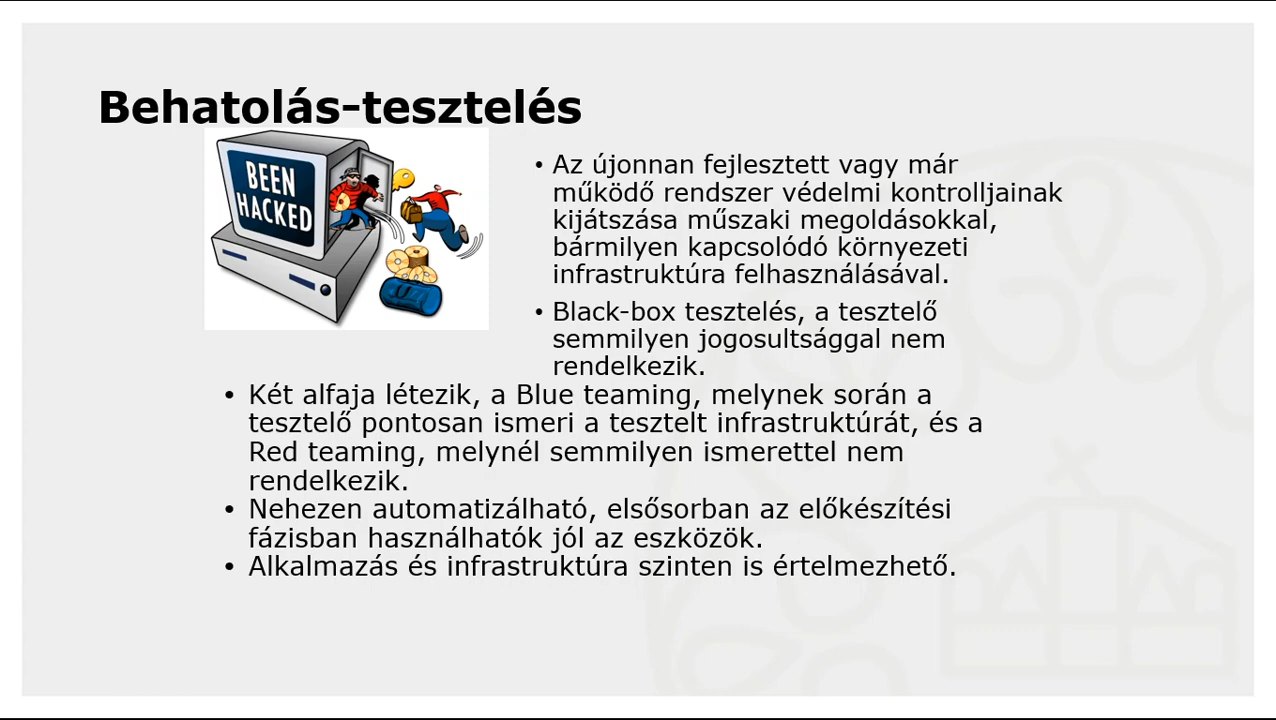 Behatolás-tesztelés
BEEN
HACKED
• Az újonnan fejlesztett vagy már
működő rendszer védelmi kontrolljainak
kijátszása műszaki megoldásokkal,
bármilyen kapcsolódó környezeti
infrastruktúra felhasználásával.
• Black-box tesztelés, a tesztelő
semmilyen jogosultsággal nem
rendelkezik.
• Két alfaja létezik, a Blue teaming, melynek során a
tesztelő pontosan ismeri a tesztelt infrastruktúrát, és a
Red teaming, melynél semmilyen ismerettel nem
rendelkezik.
• Nehezen automatizálható, elsősorban az előkészítési
fázisban használhatók jól az eszközök.
• Alkalmazás és infrastruktúra szinten is értelmezhető.